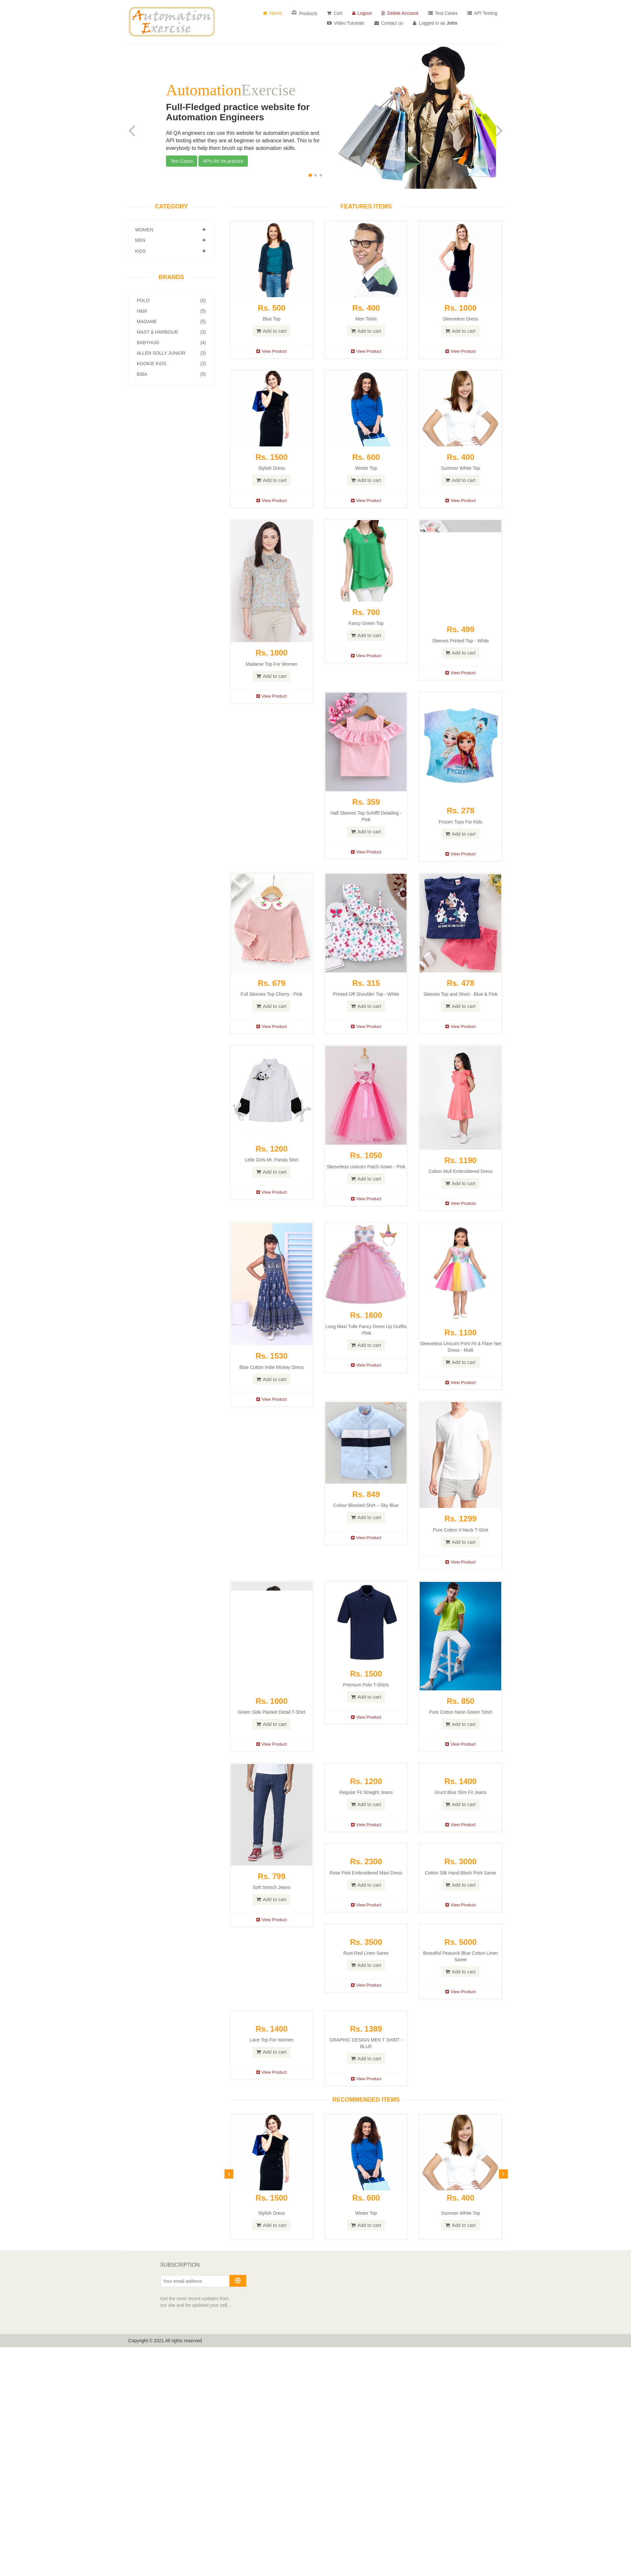 Automation
Exercise
Home
Products
Cart
Logout
Delete Account
Test Cases
API Testing
Video Tutorials
Contact us
Logged in as John
AutomationExercise
Full-Fledged practice website for
Automation Engineers
All QA engineers can use this website for automation practice and
API testing either they are at beginner or advance level. This is for
everybody to help them brush up their automation skills.
Test Cases
APIs list for practice
CATEGORY
WOMEN
MEN
KIDS
BRANDS
POLO (6)
H&M (5)
MADAME (5)
MAST & HARBOUR (3)
BABYHUG (4)
ALLEN SOLLY JUNIOR (3)
KOOKIE KIDS (3)
BIBA (5)
FEATURES ITEMS
Rs. 500
Blue Top
Add to cart
View Product
Rs. 400
Men Tshirt
Add to cart
View Product
Rs. 1000
Sleeveless Dress
Add to cart
View Product
Rs. 1500
Stylish Dress
Add to cart
View Product
Rs. 600
Winter Top
Add to cart
View Product
Rs. 400
Summer White Top
Add to cart
View Product
Rs. 1000
Madame Top For Women
Add to cart
View Product
Rs. 700
Fancy Green Top
Add to cart
View Product
Rs. 499
Sleeves Printed Top - White
Add to cart
View Product
Rs. 359
Half Sleeves Top Schiffli Detailing -
Pink
Add to cart
View Product
FROZEN
Rs. 278
Frozen Tops For Kids
Add to cart
View Product
Rs. 679
Full Sleeves Top Cherry - Pink
Add to cart
View Product
Rs. 315
Printed Off Shoulder Top - White
Add to cart
View Product
Rs. 478
Sleeves Top and Short - Blue & Pink
Add to cart
View Product
Rs. 1200
Little Girls Mr. Panda Shirt
Add to cart
View Product
Rs. 1050
Sleeveless Unicorn Patch Gown - Pink
Add to cart
View Product
Rs. 1190
Cotton Mull Embroidered Dress
Add to cart
View Product
Rs. 1530
Blue Cotton Indie Mickey Dress
Add to cart
View Product
Rs. 1600
Long Maxi Tulle Fancy Dress Up Outfits
-Pink
Add to cart
View Product
Rs. 1100
Sleeveless Unicorn Print Fit & Flare Net
Dress - Multi
Add to cart
View Product
Rs. 849
Colour Blocked Shirt – Sky Blue
Add to cart
View Product
Rs. 1299
Pure Cotton V-Neck T-Shirt
Add to cart
View Product
Rs. 1000
Green Side Placket Detail T-Shirt
Add to cart
View Product
Rs. 1500
Premium Polo T-Shirts
Add to cart
View Product
Rs. 850
Pure Cotton Neon Green Tshirt
Add to cart
View Product
Rs. 799
Soft Stretch Jeans
Add to cart
View Product
Rs. 1200
Regular Fit Straight Jeans
Add to cart
View Product
Rs. 1400
Grunt Blue Slim Fit Jeans
Add to cart
View Product
Rs. 2300
Rose Pink Embroidered Maxi Dress
Add to cart
View Product
Rs. 3000
Cotton Silk Hand Block Print Saree
Add to cart
View Product
Rs. 3500
Rust Red Linen Saree
Add to cart
View Product
Rs. 5000
Beautiful Peacock Blue Cotton Linen
Saree
Add to cart
View Product
Rs. 1400
Lace Top For Women
Add to cart
View Product
Rs. 1389
GRAPHIC DESIGN MEN T SHIRT -
BLUE
Add to cart
View Product
RECOMMENDED ITEMS
Rs. 1500
Stylish Dress
Add to cart
Rs. 600
Winter Top
Add to cart
Rs. 400
Summer White Top
Add to cart
SUBSCRIPTION
Your email address
Get the most recent updates from
our site and be updated your self...
Copyright © 2021 All rights reserved